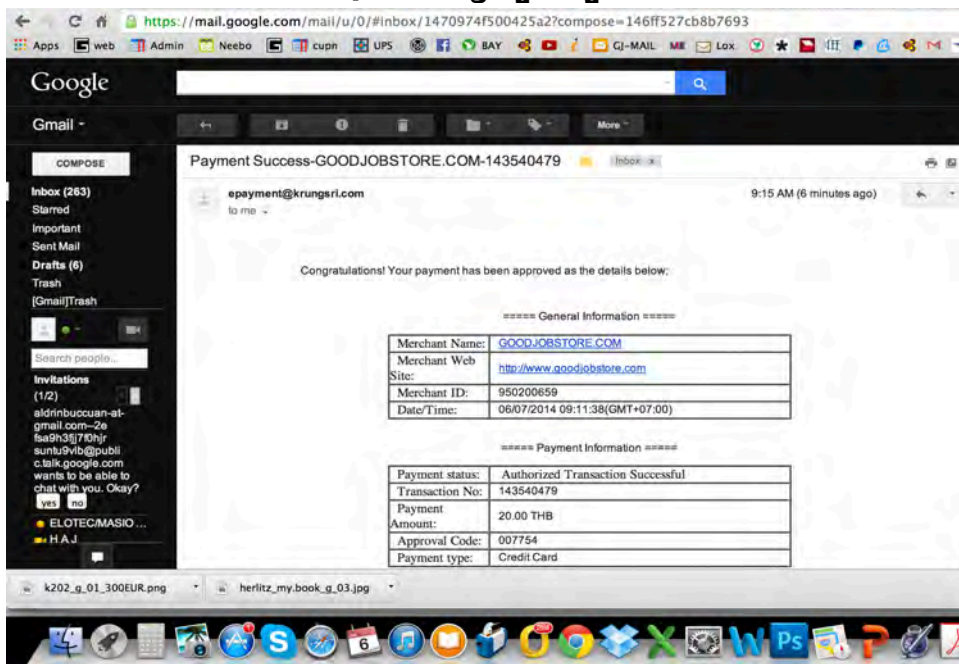 https://mail.google.com/mail/u/0/#inbox/1470974f500425a2?compose=146ff527cb8b7693
Apps web Admin Neebo cupn UPS BAY GJ-MAIL Lox
Google
Gmail
More
COMPOSE
Payment Success-GOODJOBSTORE.COM-143540479 Inbox x
Inbox (263)
Starred
Important
Sent Mail
Drafts (6)
Trash
[Gmail]Trash
Search people...
Invitations
(1/2)
aldrinbuccuan-at-
gmail.com--2e
suntu9vlb@publi
c.talk.google.com
wants to be able to
chat with you. Okay?
yes no
ELOTEC/MASIO ...
H A J
epayment@krungsri.com 9:15 AM (6 minutes ago)
to me
Congratulations! Your payment has been approved as the details below;
===== General Information =====
Merchant Name: GOODJOBSTORE.COM
Merchant Web
Site: http://www.goodjobstore.com
Merchant ID: 950200659
Date/Time: 06/07/2014 09:11:38(GMT+07:00)
===== Payment Information =====
Payment status: Authorized Transaction Successful
Transaction No: 143540479
Payment
Amount: 20.00 THB
Approval Code: 007754
Payment type: Credit Card
k202_g_01_300EUR.png herlitz_my.book_g_03.jpg
6
Ps